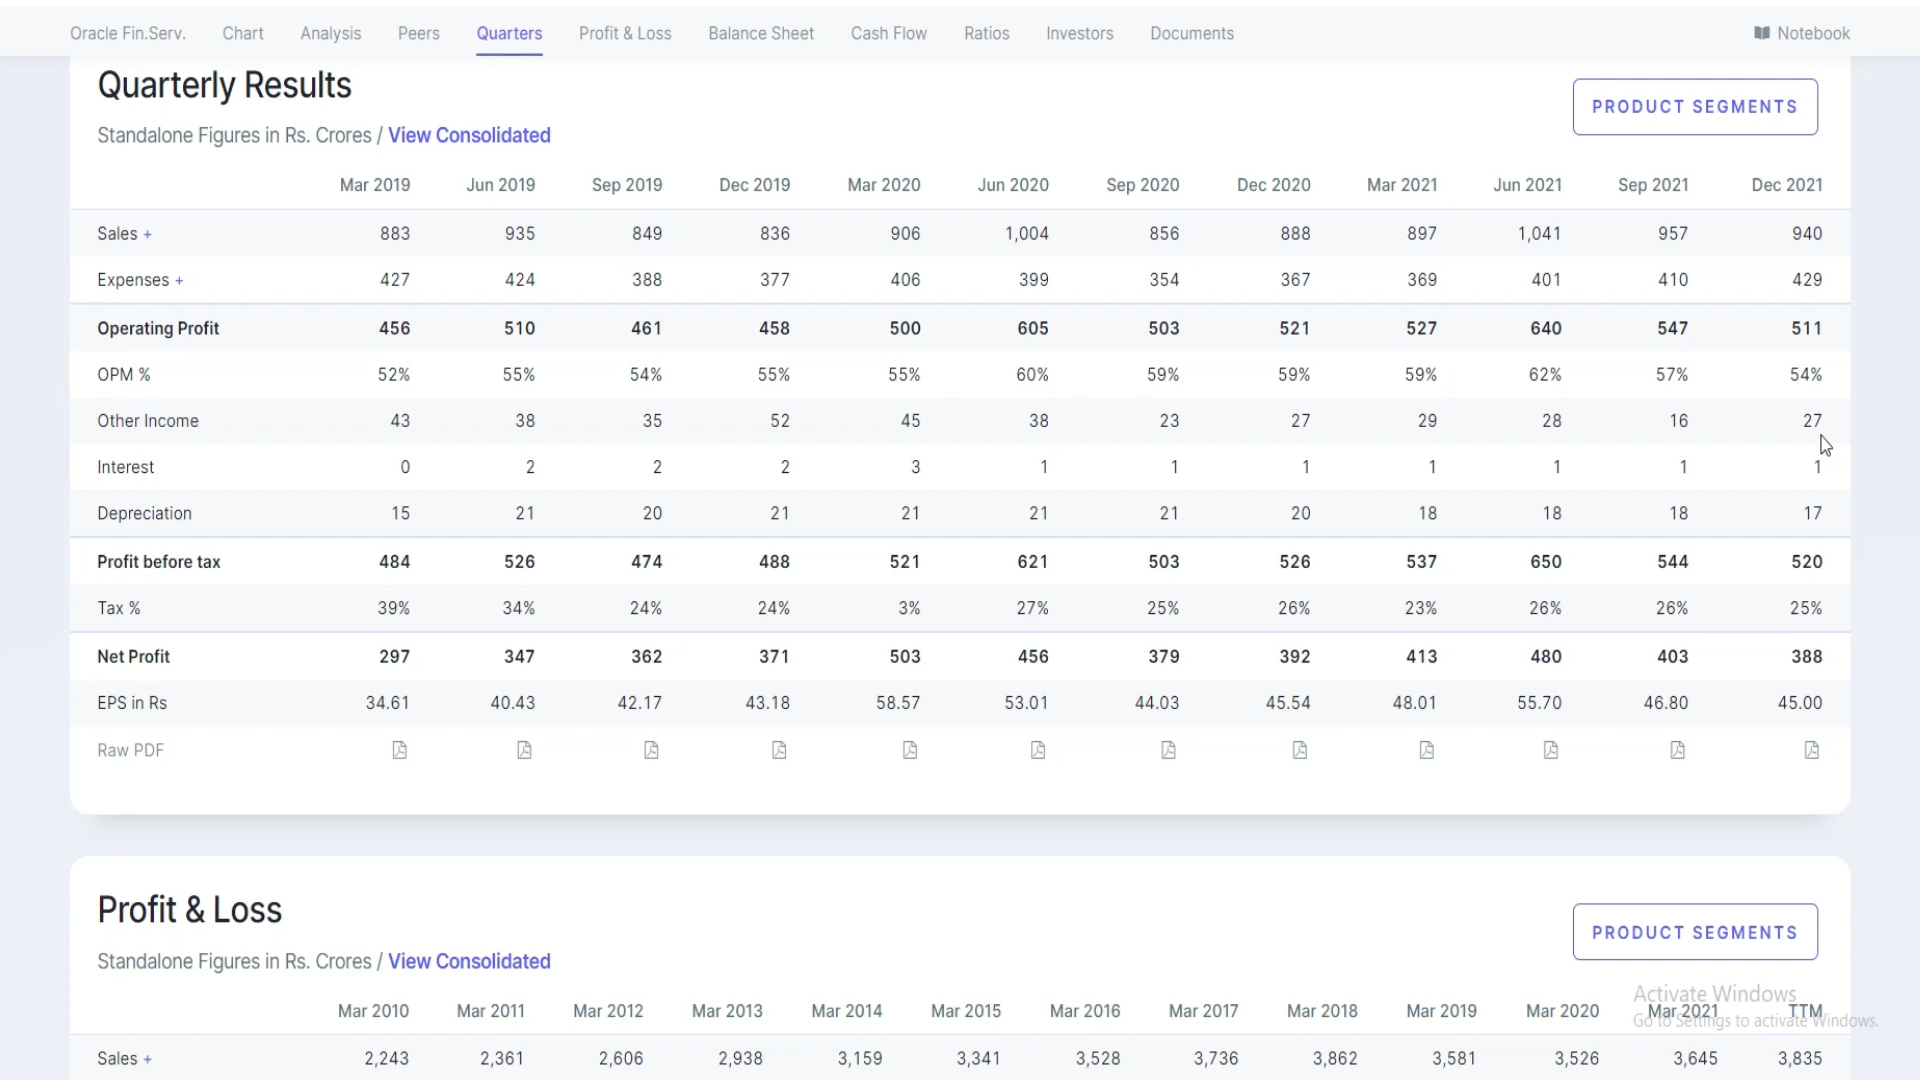 Oracle Fin.Serv. Chart Analysis Peers Quarters Profit & Loss Balance Sheet Cash Flow Ratios Investors Documents Notebook
Quarterly Results
PRODUCT SEGMENTS
Standalone Figures in Rs. Crores / View Consolidated
Mar 2019 Jun 2019 Sep 2019 Dec 2019 Mar 2020 Jun 2020 Sep 2020 Dec 2020 Mar 2021 Jun 2021 Sep 2021 Dec 2021
Sales + 883 935 849 836 906 1,004 856 888 897 1,041 957 940
Expenses + 427 424 388 377 406 399 354 367 369 401 410 429
Operating Profit 456 510 461 458 500 605 503 521 527 640 547 511
OPM % 52% 55% 54% 55% 55% 60% 59% 59% 59% 62% 57% 54%
Other Income 43 38 35 52 45 38 23 27 29 28 16 27
Interest 0 2 2 2 3 1 1 1 1 1 1 1
Depreciation 15 21 20 21 21 21 21 20 18 18 18 17
Profit before tax 484 526 474 488 521 621 503 526 537 650 544 520
Tax % 39% 34% 24% 24% 3% 27% 25% 26% 23% 26% 26% 25%
Net Profit 297 347 362 371 503 456 379 392 413 480 403 388
EPS in Rs 34.61 40.43 42.17 43.18 58.57 53.01 44.03 45.54 48.01 55.70 46.80 45.00
Raw PDF
Profit & Loss
PRODUCT SEGMENTS
Standalone Figures in Rs. Crores / View Consolidated
Activate Windows
Mar 2010 Mar 2011 Mar 2012 Mar 2013 Mar 2014 Mar 2015 Mar 2016 Mar 2017 Mar 2018 Mar 2019 Mar 2020 Mar 2021 TTM
Go to Settings to activate Windows.
Sales + 2,243 2,361 2,606 2,938 3,159 3,341 3,528 3,736 3,862 3,581 3,526 3,645 3,835